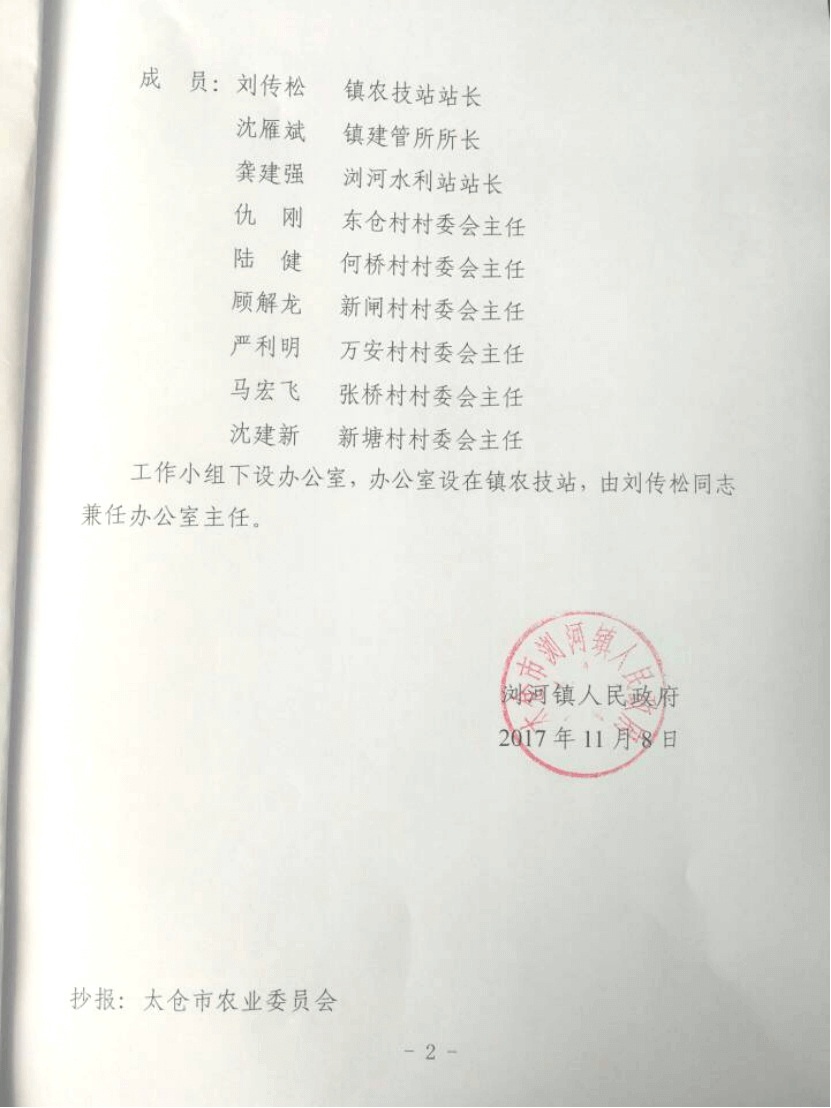 成 员：刘传松 镇农技站站长
沈雁斌 镇建管所所长
龚建强 浏河水利站站长
仇 刚 东仓村村委会主任
陆 健 何桥村村委会主任
顾解龙 新闸村村委会主任
严利明 万安村村委会主任
马宏飞 张桥村村委会主任
沈建新 新塘村村委会主任
工作小组下设办公室，办公室设在镇农技站，由刘传松同志
兼任办公室主任。
太仓市浏河镇人民政府
浏河镇人民政府
2017年11月8日
抄报：太仓市农业委员会
- 2 -